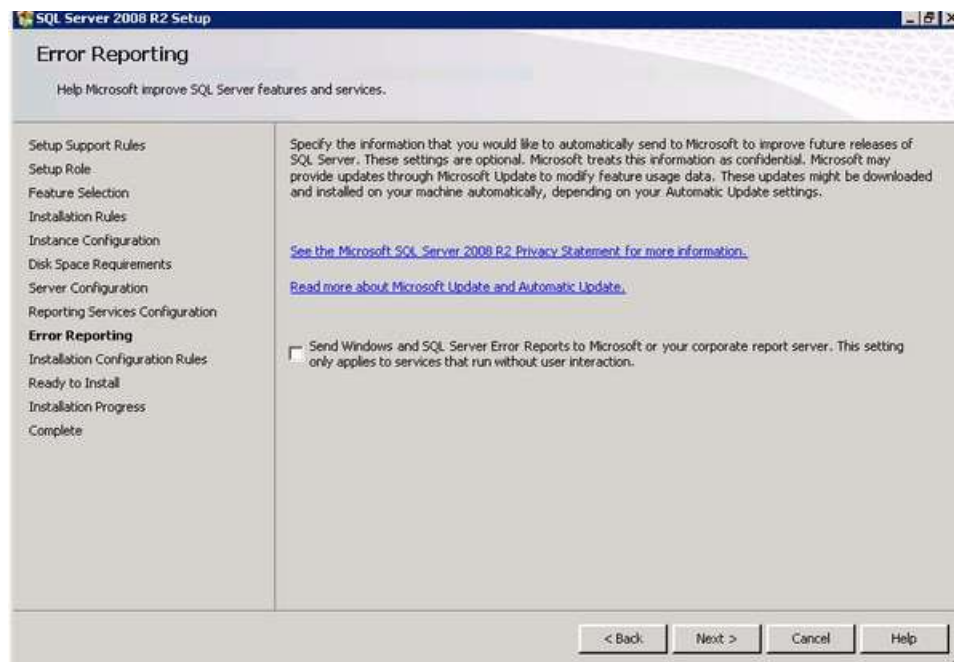 SQL Server 2008 R2 Setup
Error Reporting
Help Microsoft improve SQL Server features and services.
Setup Support Rules
Setup Role
Feature Selection
Installation Rules
Instance Configuration
Disk Space Requirements
Server Configuration
Reporting Services Configuration
Error Reporting
Installation Configuration Rules
Ready to Install
Installation Progress
Complete
Specify the information that you would like to automatically send to Microsoft to improve future releases of
SQL Server. These settings are optional. Microsoft treats this information as confidential. Microsoft may
provide updates through Microsoft Update to modify feature usage data. These updates might be downloaded
and installed on your machine automatically, depending on your Automatic Update settings.
See the Microsoft SQL Server 2008 R2 Privacy Statement for more information.
Read more about Microsoft Update and Automatic Update.
Send Windows and SQL Server Error Reports to Microsoft or your corporate report server. This setting
only applies to services that run without user interaction.
< Back
Next >
Cancel
Help